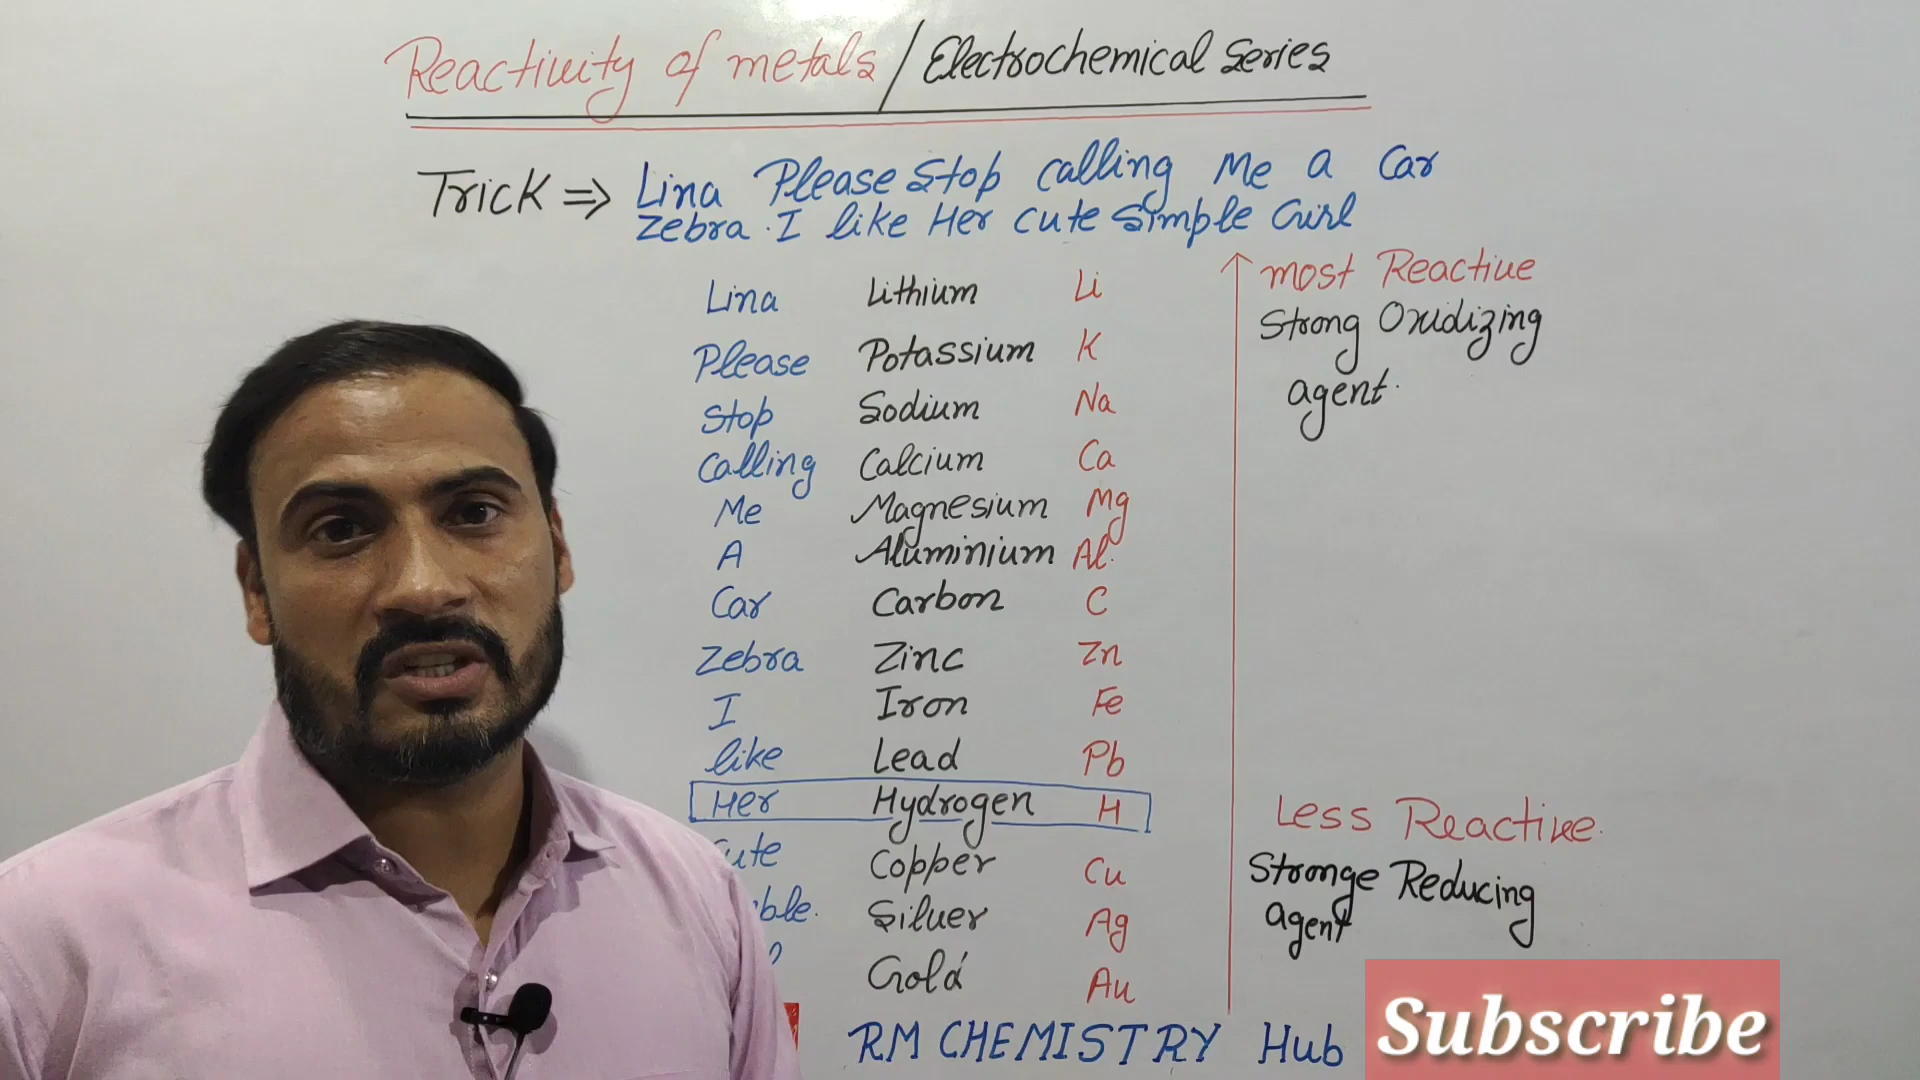 Reactivity of metals / Electrochemical Series
Trick ⇒ Lina Please Stop calling Me a Car
Zebra . I like Her cute Simple Girl
Lina Lithium Li
Please Potassium K
Stop Sodium Na
Calling Calcium Ca
Me Magnesium Mg
A Aluminium Al.
Car Carbon C
Zebra Zinc Zn
I Iron Fe
like Lead Pb
Her Hydrogen H
Cute Copper Cu
Silver Ag
Gold Au
most Reactive
Strong Oxidizing
agent.
Less Reactive.
Stronge Reducing
agent
RM CHEMISTRY Hub
Subscribe